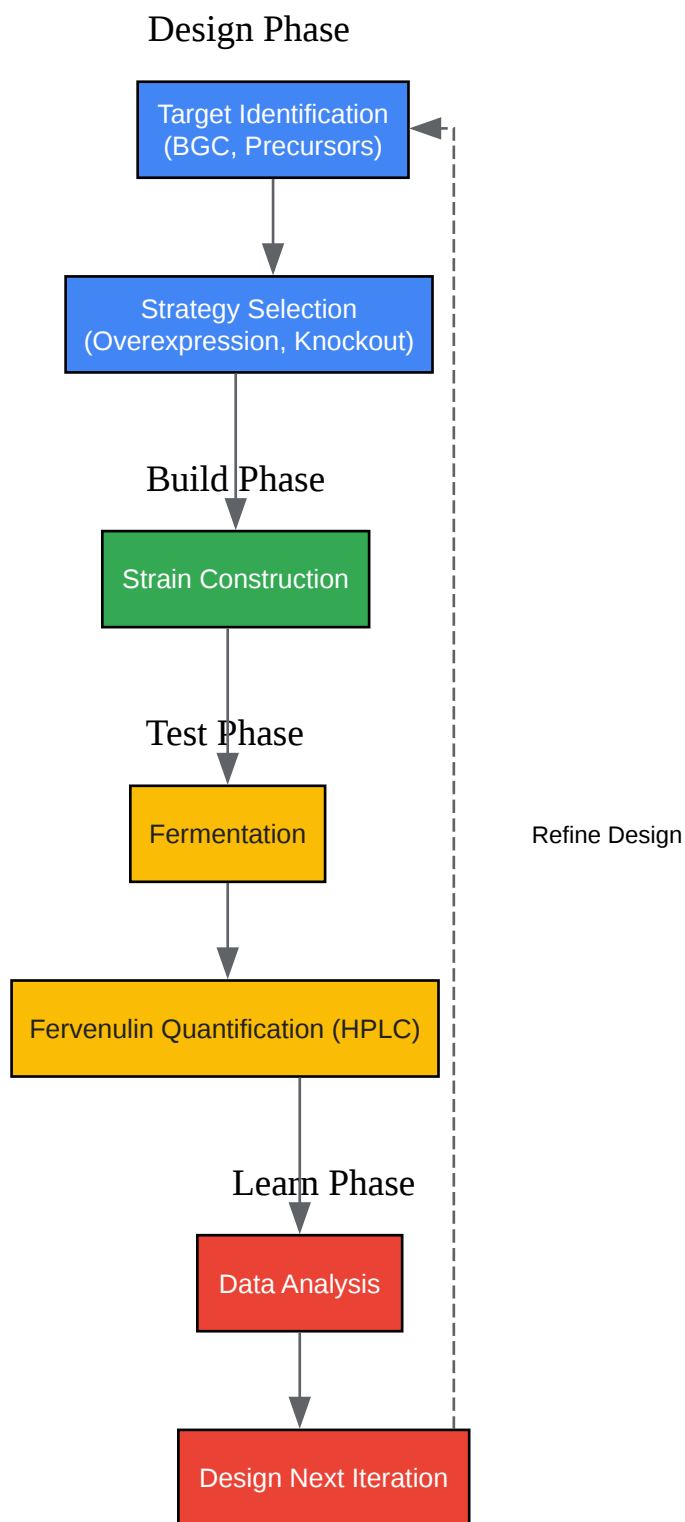 Design Phase
Target Identification
(BGC, Precursors)
Strategy Selection
(Overexpression, Knockout)
Build Phase
Strain Construction
Test Phase
Fermentation
Refine Design
Fervenulin Quantification (HPLC)
Learn Phase
Data Analysis
Design Next Iteration